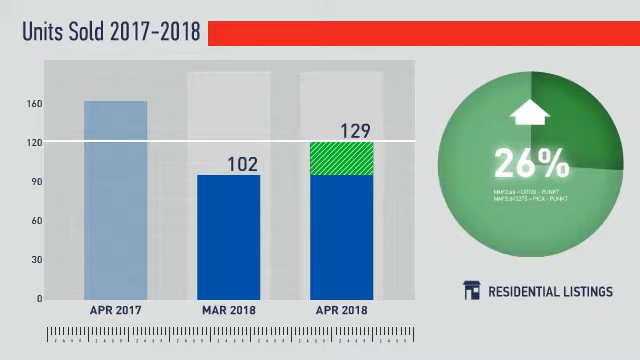 Units Sold 2017-2018
160
120
90
60
30
0
102
129
APR 2017
MAR 2018
APR 2018
26%
RESIDENTIAL LISTINGS